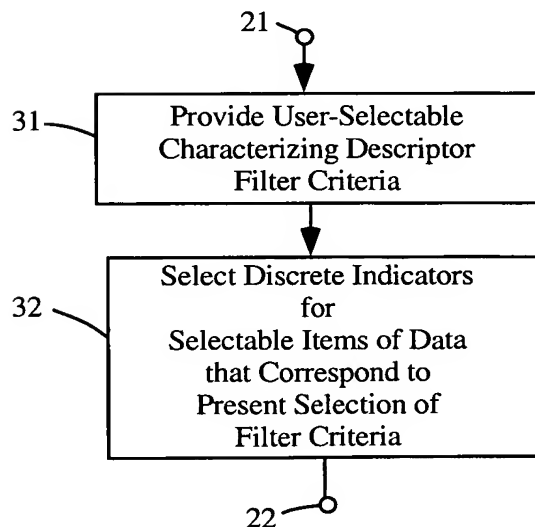 21
31
Provide User-Selectable
Characterizing Descriptor
Filter Criteria
32
Select Discrete Indicators
for
Selectable Items of Data
that Correspond to
Present Selection of
Filter Criteria
22